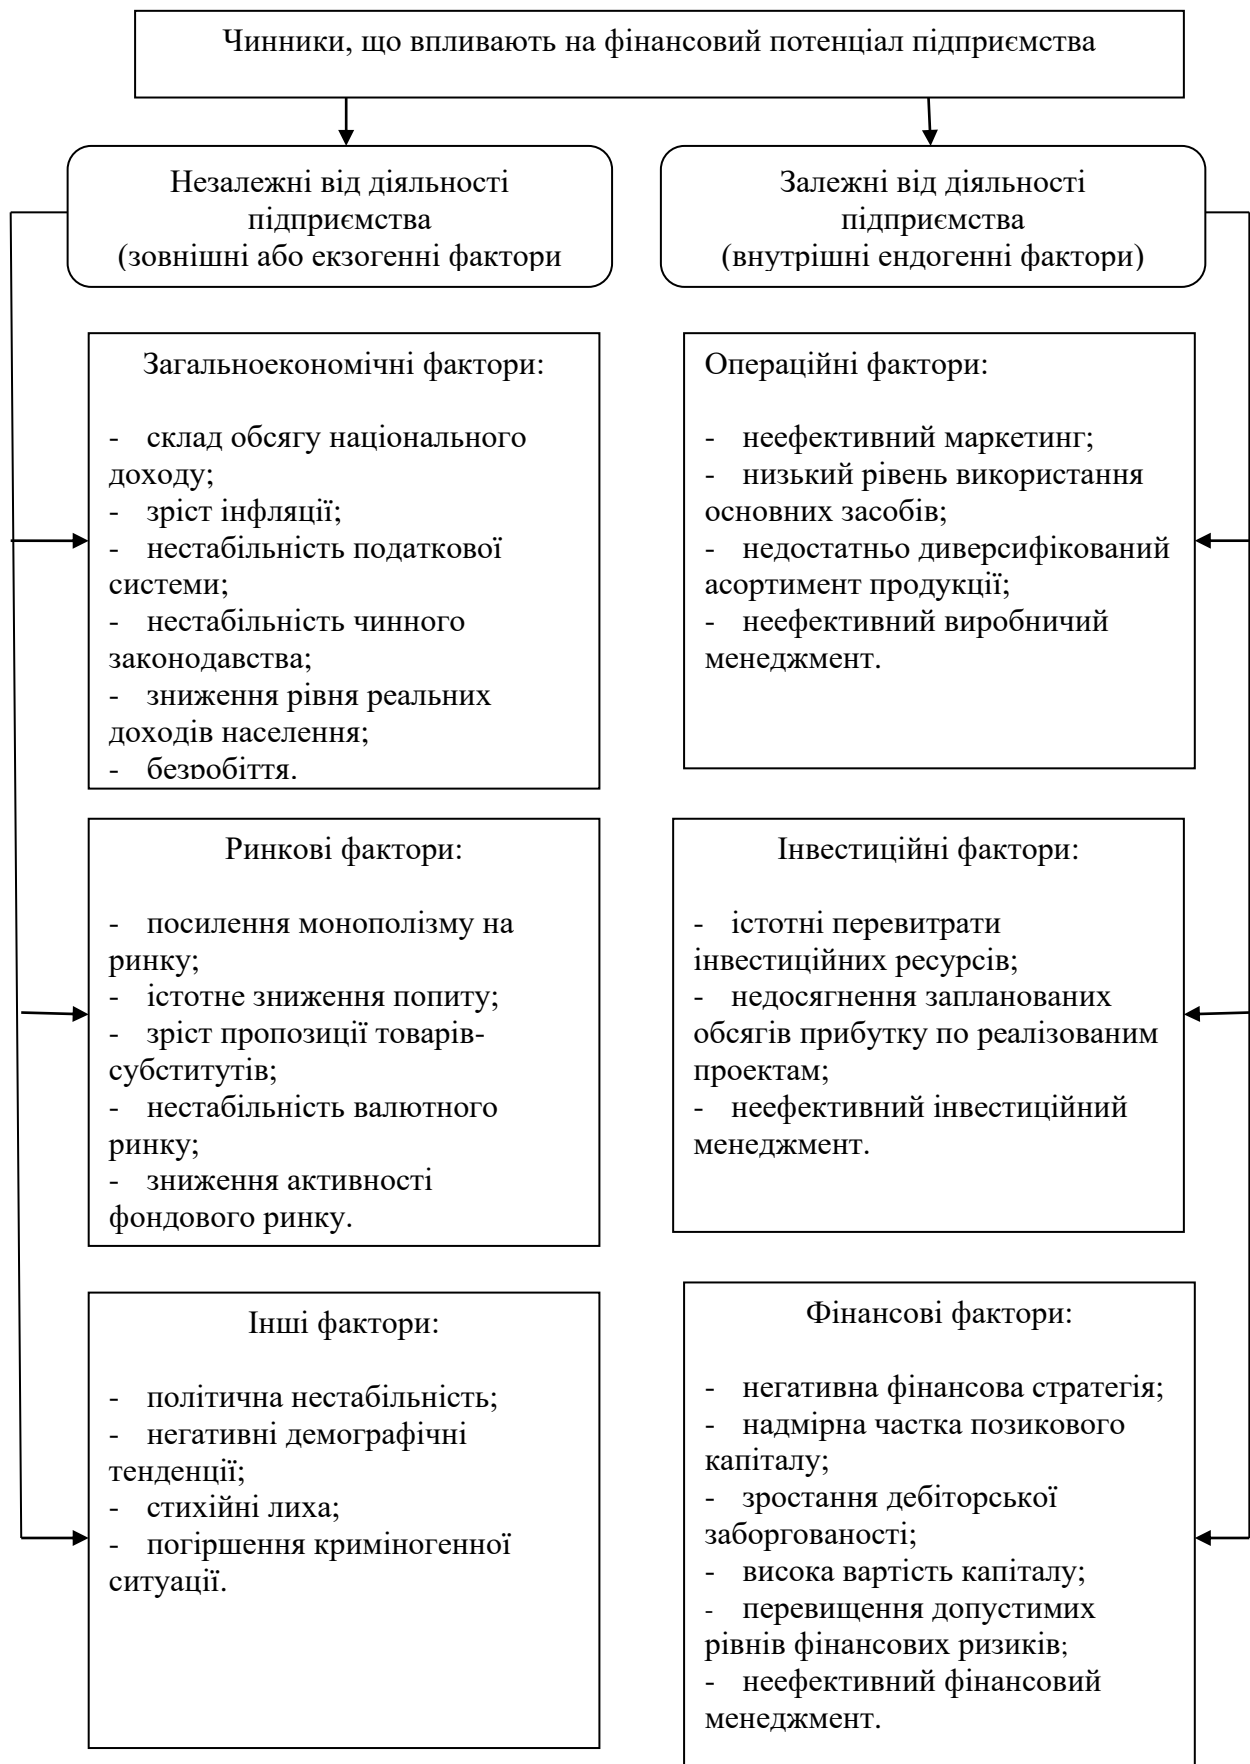 Чинники, що впливають на фінансовий потенціал підприємства
Незалежні від діяльності
підприємства
(зовнішні або екзогенні фактори
Залежні від діяльності
підприємства
(внутрішні ендогенні фактори)
Загальноекономічні фактори:
- склад обсягу національного
доходу;
- зріст інфляції;
- нестабільність податкової
системи;
- нестабільність чинного
законодавства;
- зниження рівня реальних
доходів населення;
- безробіття.
Операційні фактори:
- неефективний маркетинг;
- низький рівень використання
основних засобів;
- недостатньо диверсифікований
асортимент продукції;
- неефективний виробничий
менеджмент.
Ринкові фактори:
- посилення монополізму на
ринку;
- істотне зниження попиту;
- зріст пропозиції товарів-
субститутів;
- нестабільність валютного
ринку;
- зниження активності
фондового ринку.
Інвестиційні фактори:
- істотні перевитрати
інвестиційних ресурсів;
- недосягнення запланованих
обсягів прибутку по реалізованим
проектам;
- неефективний інвестиційний
менеджмент.
Інші фактори:
- політична нестабільність;
- негативні демографічні
тенденції;
- стихійні лиха;
- погіршення криміногенної
ситуації.
Фінансові фактори:
- негативна фінансова стратегія;
- надмірна частка позикового
капіталу;
- зростання дебіторської
заборгованості;
- висока вартість капіталу;
- перевищення допустимих
рівнів фінансових ризиків;
- неефективний фінансовий
менеджмент.